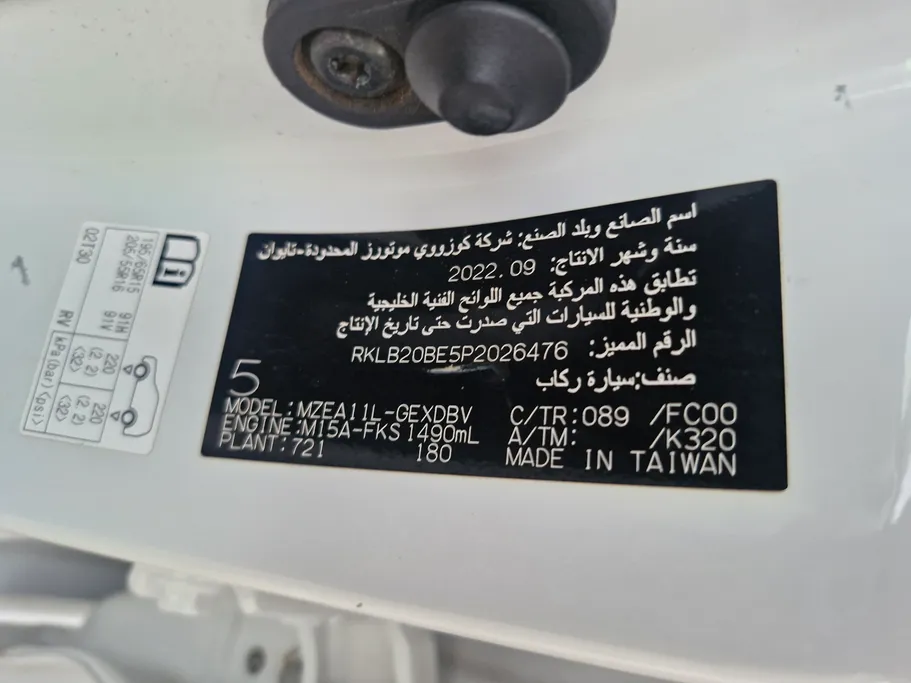 اسم الصانع وبلد الصنع: شركة كوزووي موتورز المحدودة-تايوان
سنة وشهر الانتاج: 2022.09
تطابق هذه المركبة جميع اللوائح الفنية الخليجية
والوطنية للسيارات التي صدرت حتى تاريخ الإنتاج
الرقم المميز: RKLB20BE5P2026476
صنف:سيارة ركاب
5
MODEL:MZEA11L-GEXDBV C/TR:089 /FC00
ENGINE:M15A-FKS 1490mL A/TM: /K320
PLANT:721 180 MADE IN TAIWAN
195/65R15 91H 220 (2.2) <32> 220 (2.2) <32>
205/55R16 91V
02T30 RV kPa(bar)<psi>